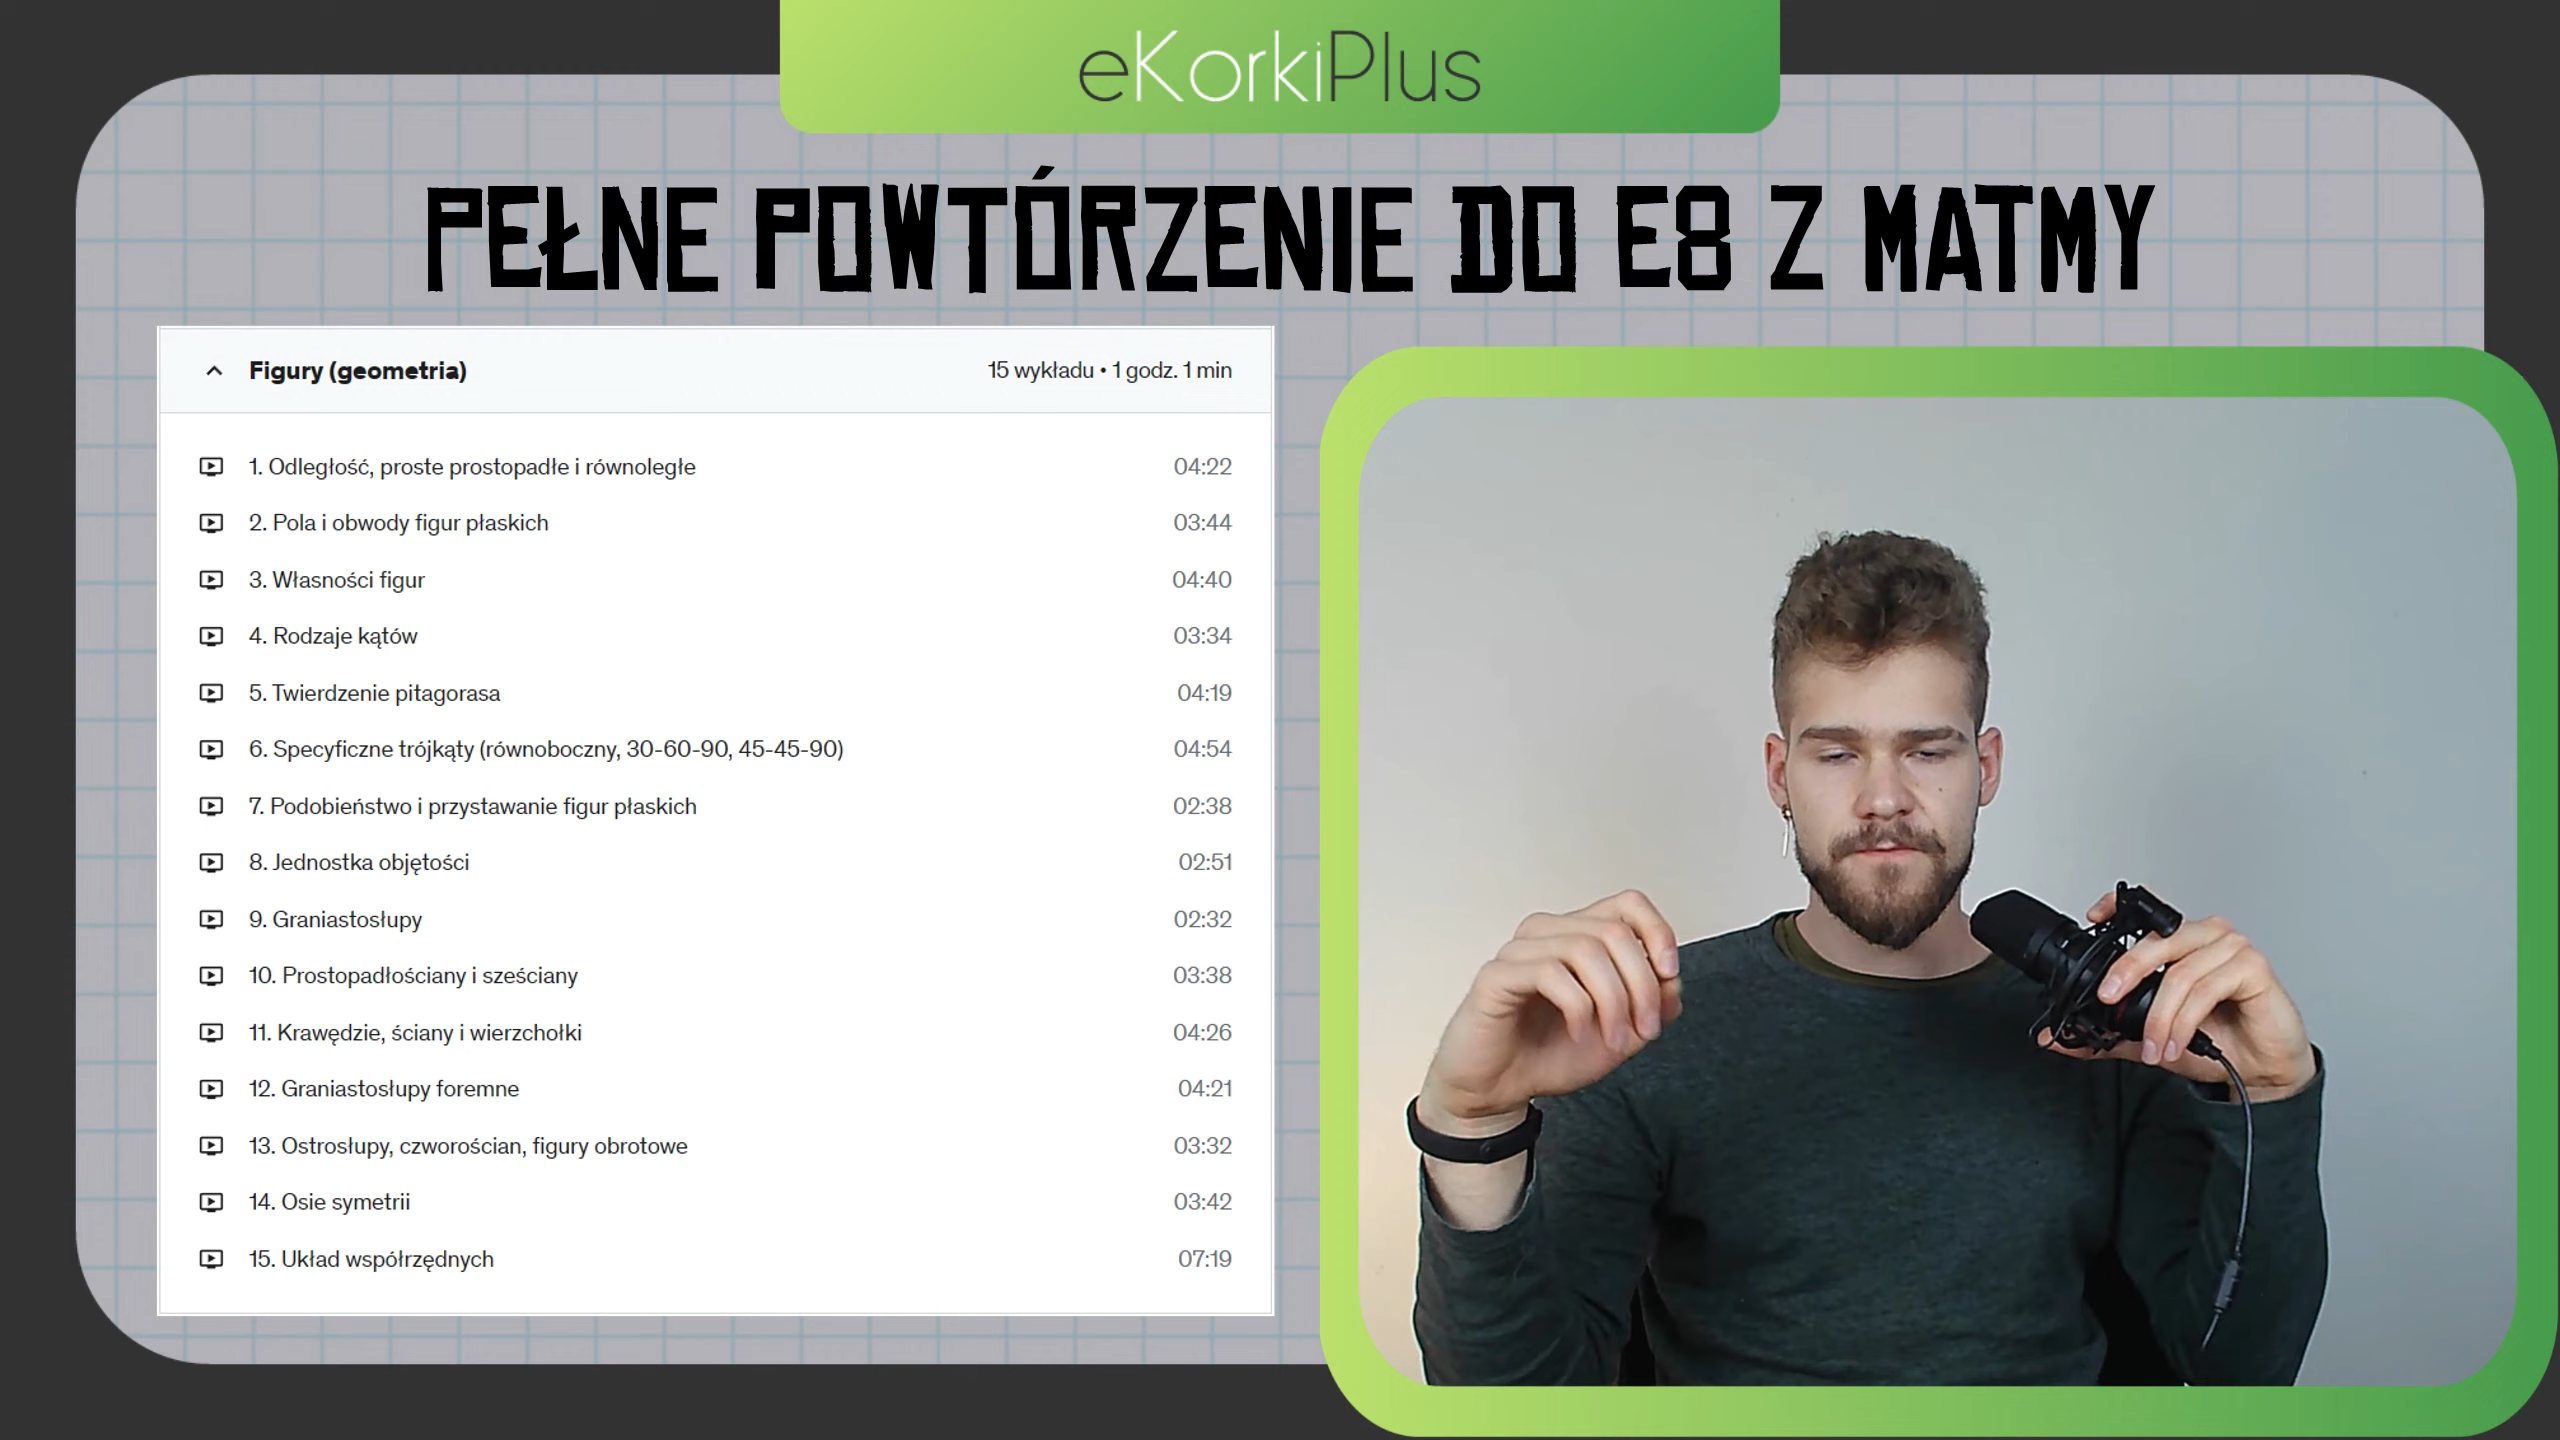 eKorkiPlus
PEŁNE POWTÓRZENIE DO E8 Z MATMY
Figury (geometria) 15 wykładu • 1 godz. 1 min
1. Odległość, proste prostopadłe i równoległe 04:22
2. Pola i obwody figur płaskich 03:44
3. Własności figur 04:40
4. Rodzaje kątów 03:34
5. Twierdzenie pitagorasa 04:19
6. Specyficzne trójkąty (równoboczny, 30-60-90, 45-45-90) 04:54
7. Podobieństwo i przystawanie figur płaskich 02:38
8. Jednostka objętości 02:51
9. Graniastosłupy 02:32
10. Prostopadłościany i sześciany 03:38
11. Krawędzie, ściany i wierzchołki 04:26
12. Graniastosłupy foremne 04:21
13. Ostrosłupy, czworościan, figury obrotowe 03:32
14. Osie symetrii 03:42
15. Układ współrzędnych 07:19